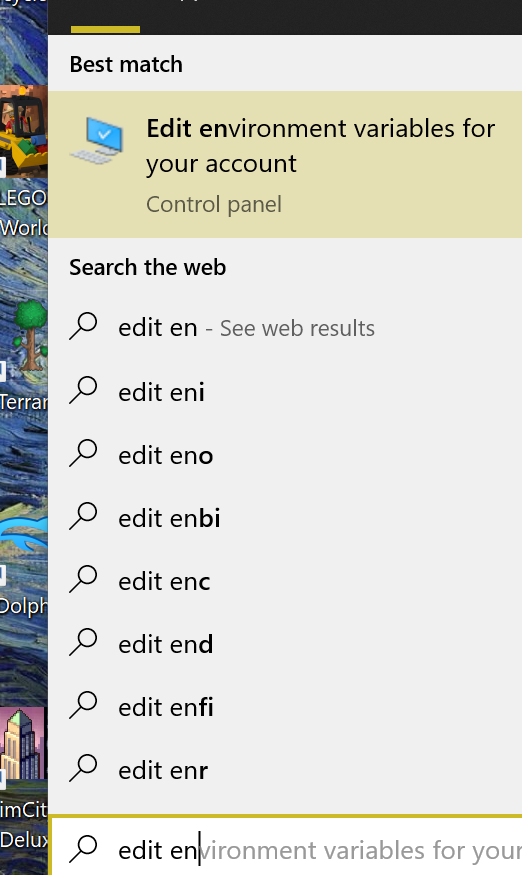 Best match
Edit environment variables for
your account
Control panel
Search the web
edit en - See web results
edit eni
edit eno
edit enbi
edit enc
edit end
edit enfi
edit enr
edit environment variables for your
LEGO
Terrar
Dolph
Delux